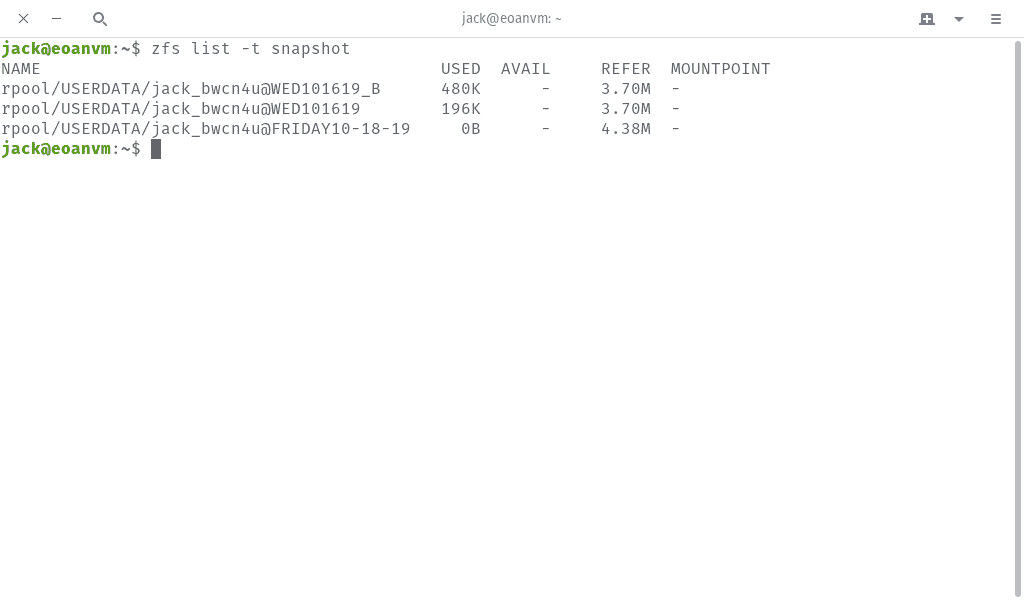 jack@eoanvm: ~
jack@eoanvm:~$ zfs list -t snapshot
NAME                                        USED  AVAIL     REFER  MOUNTPOINT
rpool/USERDATA/jack_bwcn4u@WED101619_B      480K      -     3.70M  -
rpool/USERDATA/jack_bwcn4u@WED101619        196K      -     3.70M  -
rpool/USERDATA/jack_bwcn4u@FRIDAY10-18-19     0B      -     4.38M  -
jack@eoanvm:~$